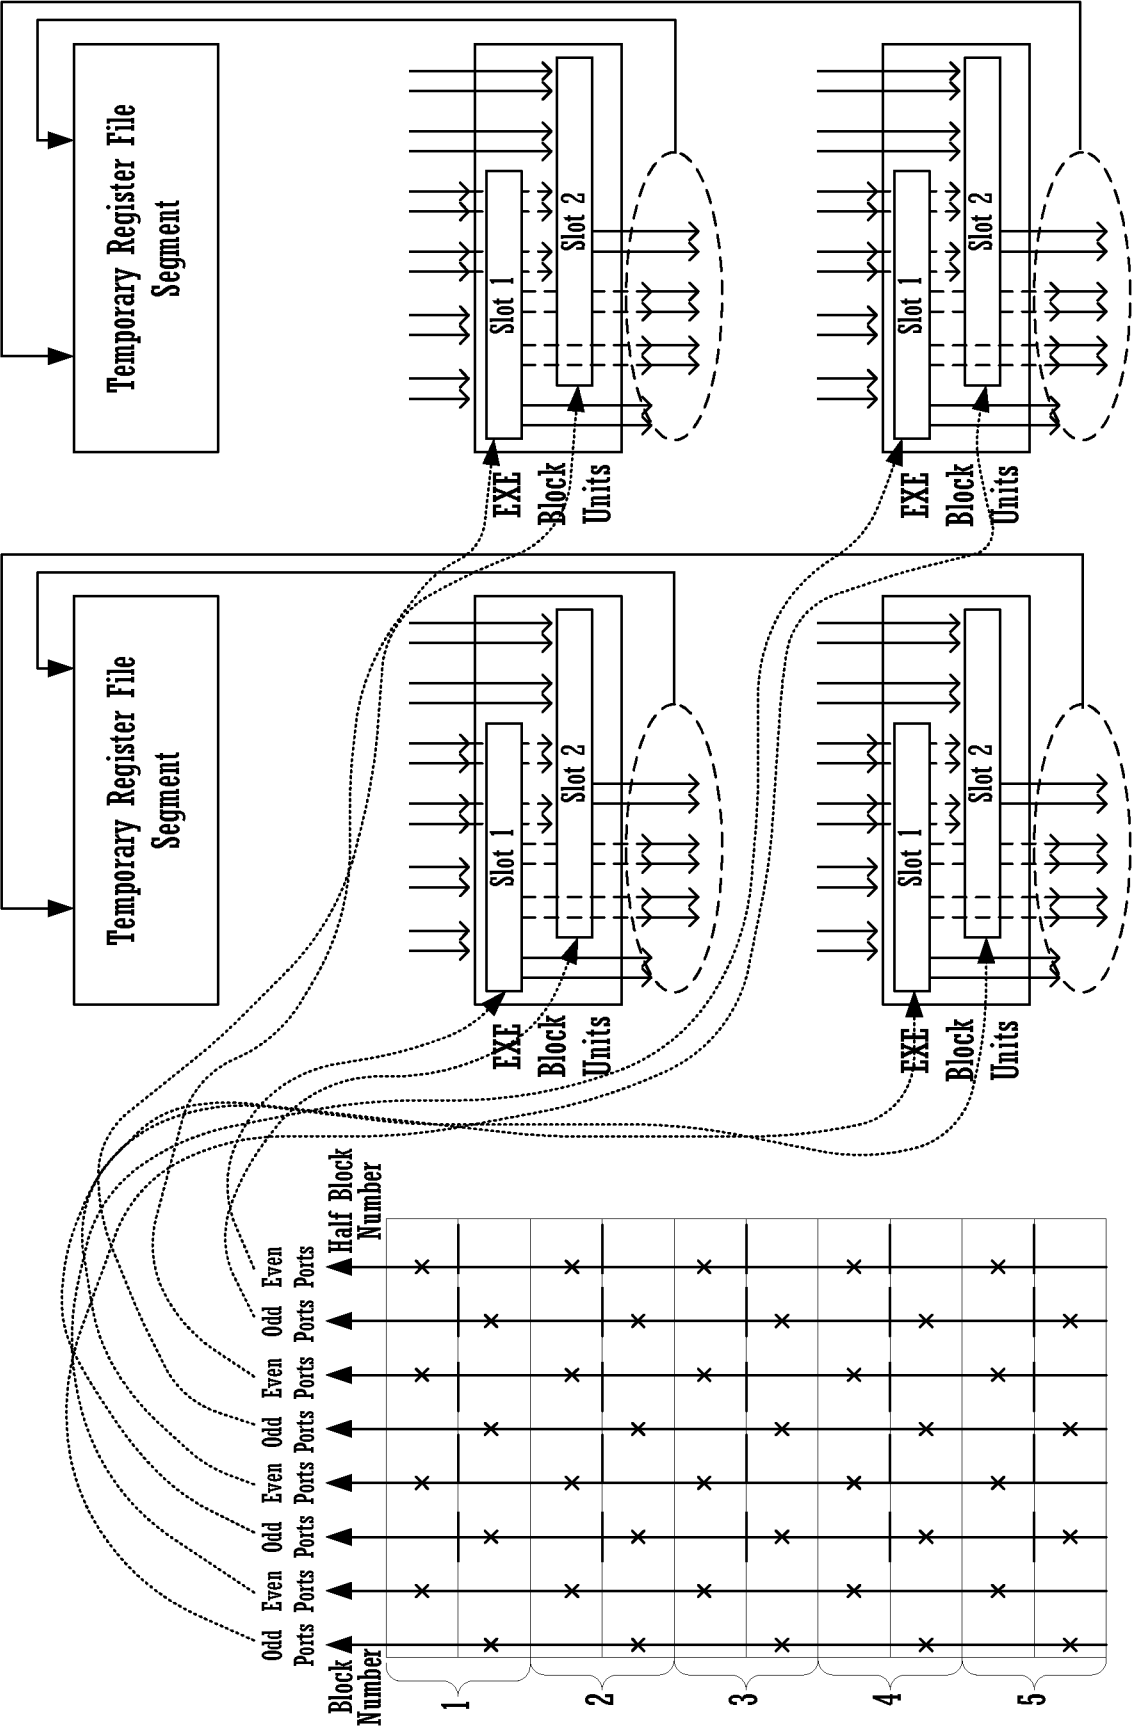 Temporary Register File
Segment
Slot 1
Slot 2
EXE
Block
Units
Slot 1
Slot 2
EXE
Block
Units
Temporary Register File
Segment
Slot 1
Slot 2
EXE
Block
Units
Slot 1
Slot 2
EXE
Block
Units
Half Block
Number
Even
Ports
Odd
Ports
Even
Ports
Odd
Ports
Even
Ports
Odd
Ports
Even
Ports
Odd
Ports
Block
Number
1
2
3
4
5